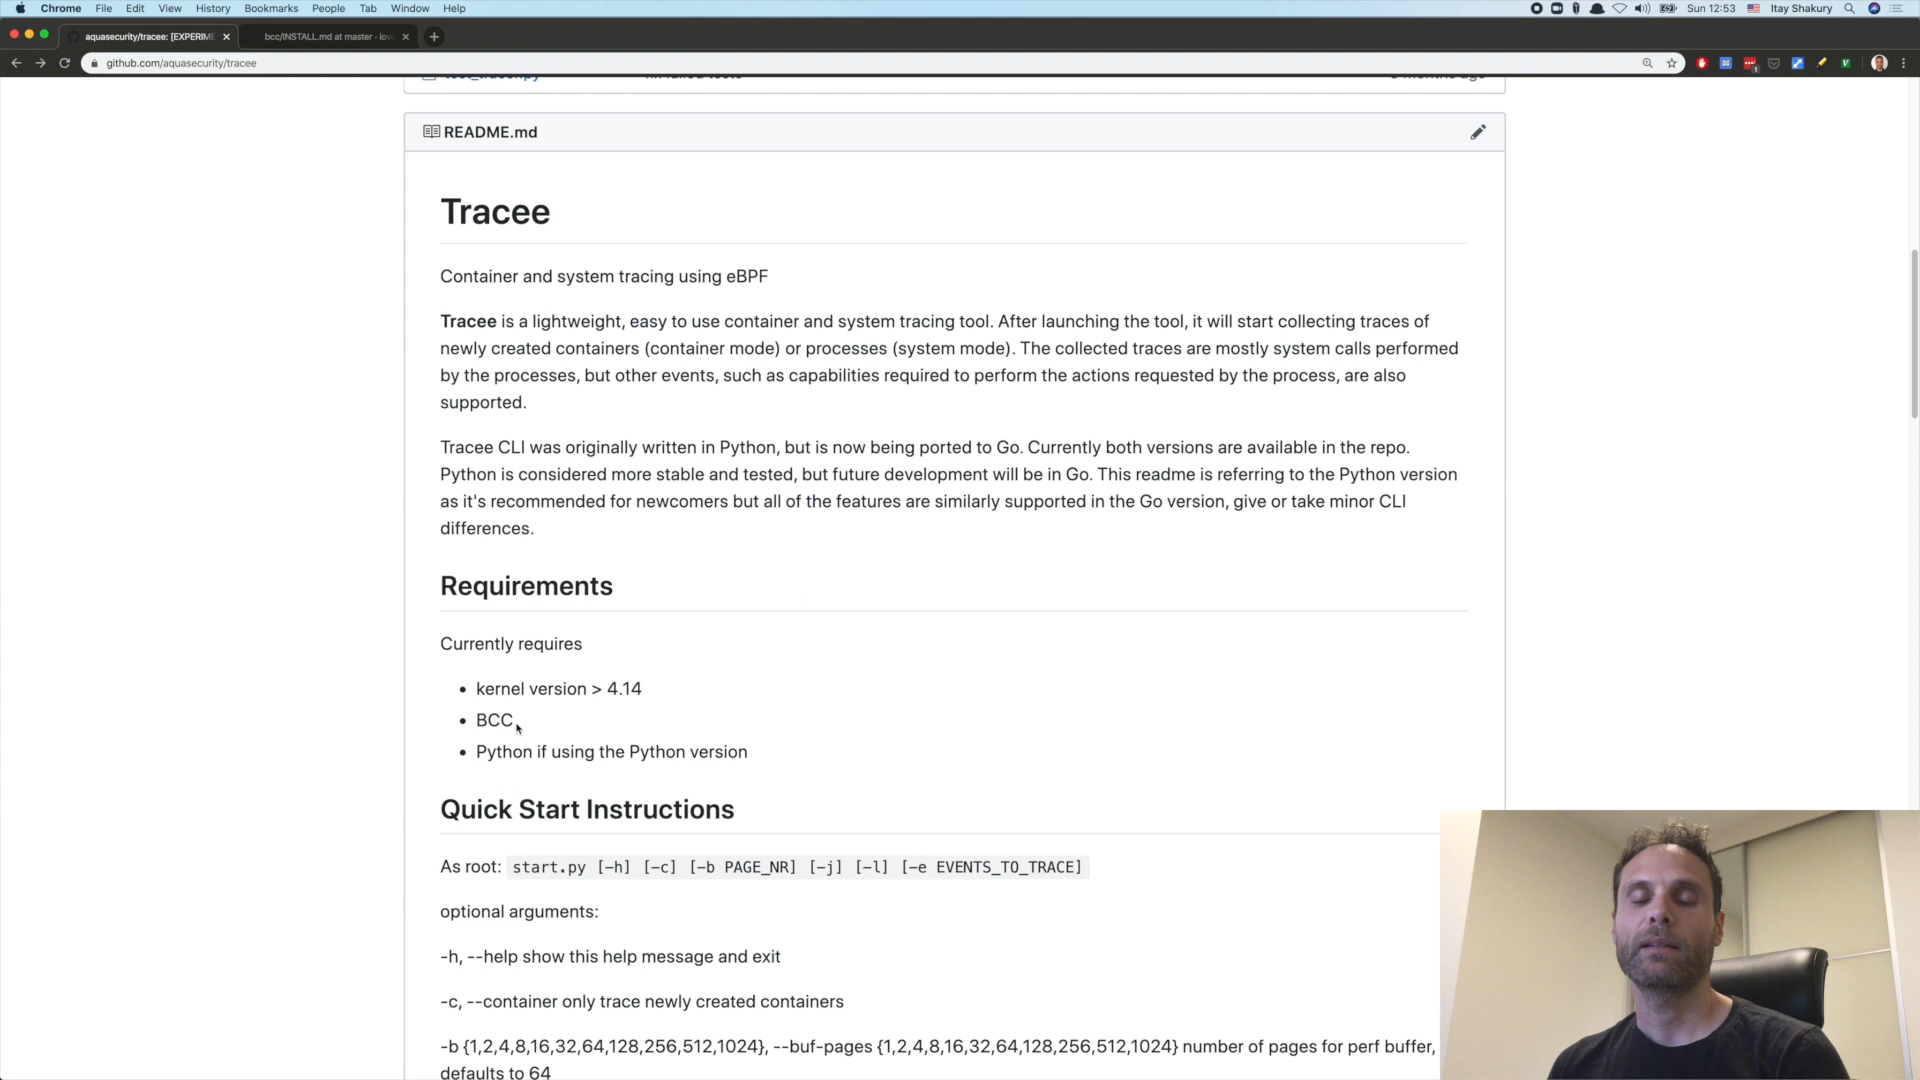 Chrome File Edit View History Bookmarks People Tab Window Help Sun 12:53 Itay Shakury
aquasecurity/tracee: [EXPERIME bcc/INSTALL.md at master · iov
github.com/aquasecurity/tracee
README.md
Tracee
Container and system tracing using eBPF
Tracee is a lightweight, easy to use container and system tracing tool. After launching the tool, it will start collecting traces of
newly created containers (container mode) or processes (system mode). The collected traces are mostly system calls performed
by the processes, but other events, such as capabilities required to perform the actions requested by the process, are also
supported.
Tracee CLI was originally written in Python, but is now being ported to Go. Currently both versions are available in the repo.
Python is considered more stable and tested, but future development will be in Go. This readme is referring to the Python version
as it's recommended for newcomers but all of the features are similarly supported in the Go version, give or take minor CLI
differences.
Requirements
Currently requires
• kernel version > 4.14
• BCC
• Python if using the Python version
Quick Start Instructions
As root: start.py [-h] [-c] [-b PAGE_NR] [-j] [-l] [-e EVENTS_TO_TRACE]
optional arguments:
-h, --help show this help message and exit
-c, --container only trace newly created containers
-b {1,2,4,8,16,32,64,128,256,512,1024}, --buf-pages {1,2,4,8,16,32,64,128,256,512,1024} number of pages for perf buffer,
defaults to 64